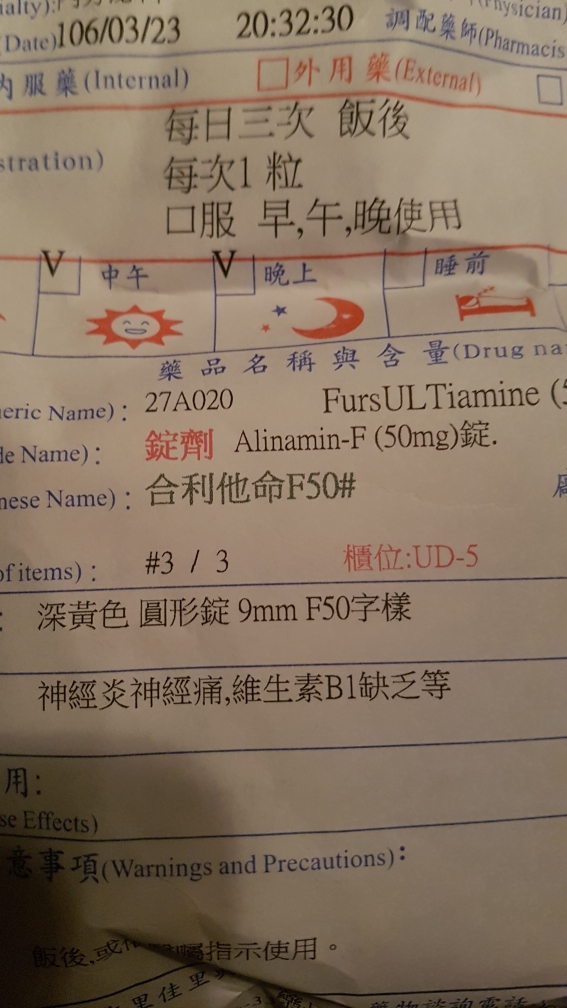 (Date)106/03/23 20:32:30 調配藥師(Pharmacis
內服藥(Internal) 外用藥(External)
每日三次 飯後
stration) 每次1 粒
口服 早,午,晚使用
V 中午 V 晚上 睡前
藥品名稱與含量(Drug na
eric Name): 27A020 FursULTiamine (5
de Name): 錠劑 Alinamin-F (50mg)錠.
nese Name): 合利他命F50#
of items): #3 / 3 櫃位:UD-5
: 深黃色 圓形錠 9mm F50字樣
神經炎神經痛,維生素B1缺乏等
用:
se Effects)
意事項(Warnings and Precautions):
飯後,或 指示使用。